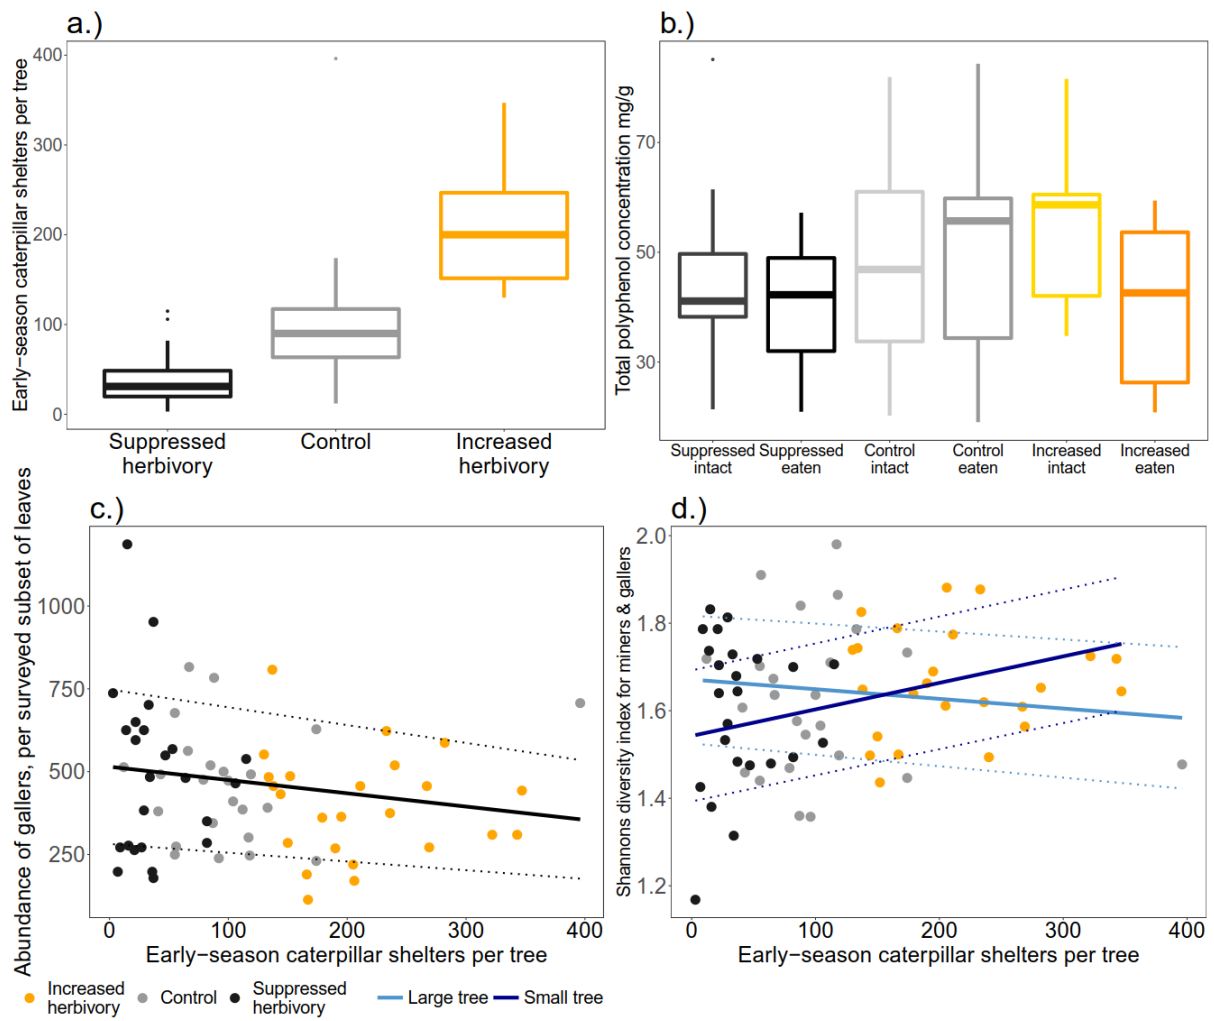 a.)
Early−season caterpillar shelters per tree
400
300
200
100
0
Suppressed
herbivory
Control
Increased
herbivory
b.)
Total polyphenol concentration mg/g
70
50
30
Suppressed
intact
Suppressed
eaten
Control
intact
Control
eaten
Increased
intact
Increased
eaten
c.)
Abundance of gallers, per surveyed subset of leaves
1000
750
500
250
0
100
200
300
400
Early−season caterpillar shelters per tree
d.)
Shannons diversity index for miners & gallers
2.0
1.8
1.6
1.4
1.2
0
100
200
300
400
Early−season caterpillar shelters per tree
Increased
herbivory
Control
Suppressed
herbivory
Large tree
Small tree